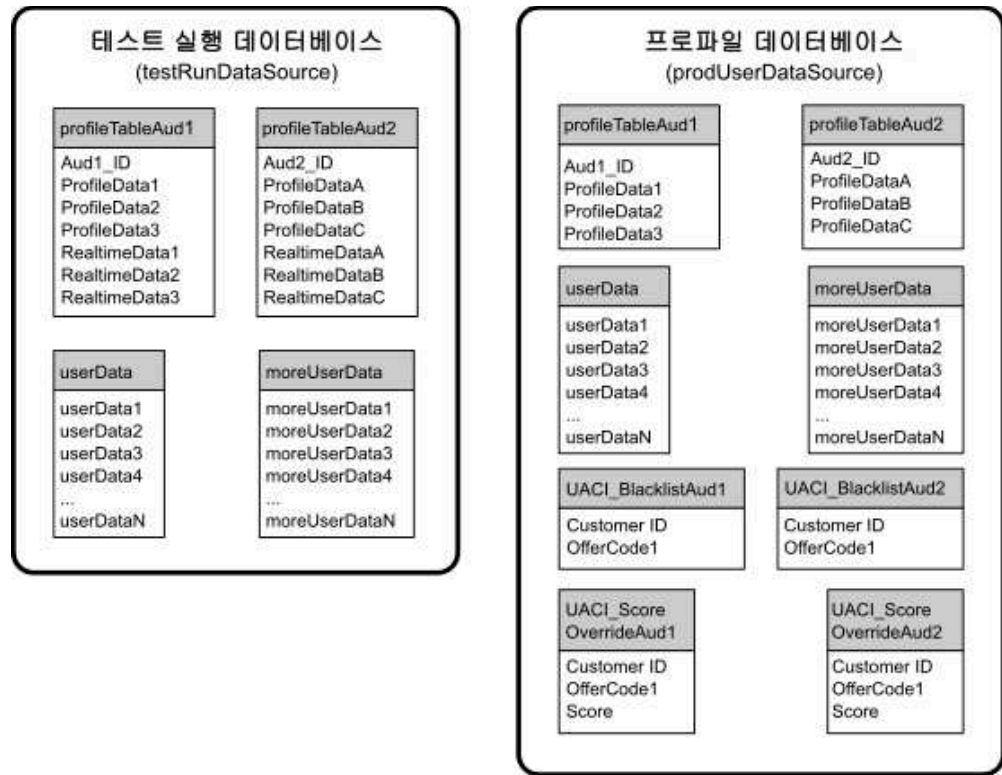 테스트 실행 데이터베이스
(testRunDataSource)
profileTableAud1
Aud1_ID
ProfileData1
ProfileData2
ProfileData3
RealtimeData1
RealtimeData2
RealtimeData3
profileTableAud2
Aud2_ID
ProfileDataA
ProfileDataB
ProfileDataC
RealtimeDataA
RealtimeDataB
RealtimeDataC
userData
userData1
userData2
userData3
userData4
...
userDataN
moreUserData
moreUserData1
moreUserData2
moreUserData3
moreUserData4
...
moreUserDataN
프로파일 데이터베이스
(prodUserDataSource)
profileTableAud1
Aud1_ID
ProfileData1
ProfileData2
ProfileData3
profileTableAud2
Aud2_ID
ProfileDataA
ProfileDataB
ProfileDataC
userData
userData1
userData2
userData3
userData4
...
userDataN
moreUserData
moreUserData1
moreUserData2
moreUserData3
moreUserData4
...
moreUserDataN
UACI_BlacklistAud1
Customer ID
OfferCode1
UACI_BlacklistAud2
Customer ID
OfferCode1
UACI_Score
OverrideAud1
Customer ID
OfferCode1
Score
UACI_Score
OverrideAud2
Customer ID
OfferCode1
Score